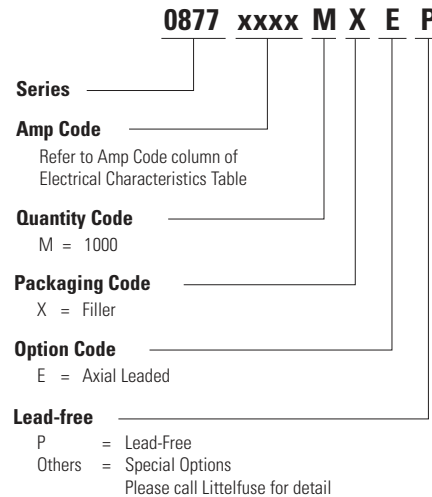 0877 xxxx M X E P
Series
Amp Code
Refer to Amp Code column of
Electrical Characteristics Table
Quantity Code
M = 1000
Packaging Code
X = Filler
Option Code
E = Axial Leaded
Lead-free
P = Lead-Free
Others = Special Options
Please call Littelfuse for detail